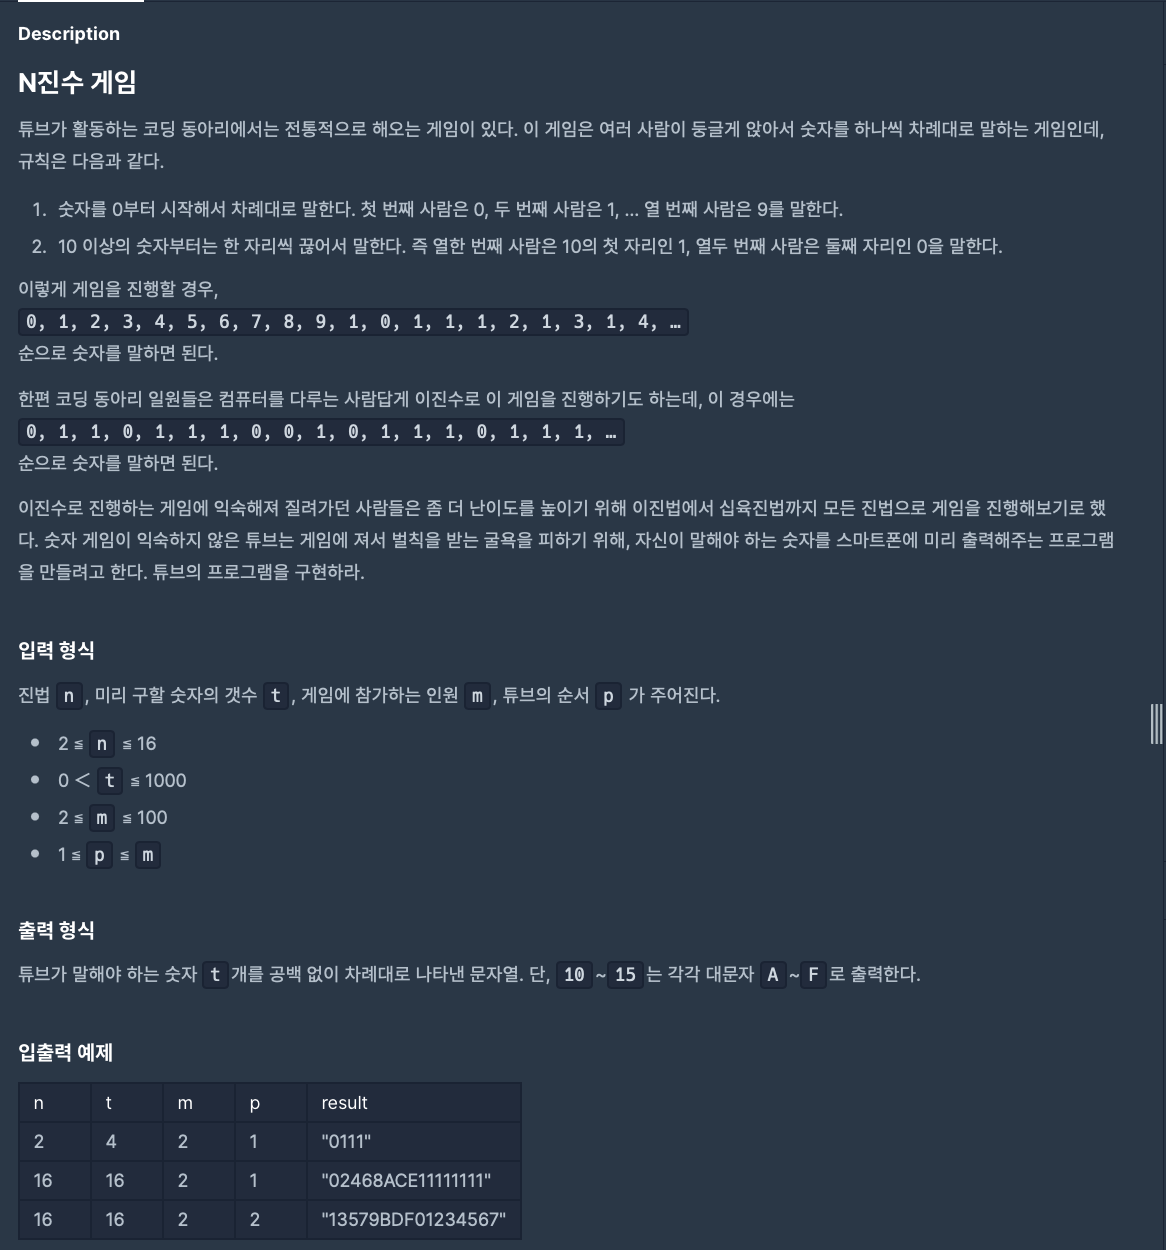 Description
N진수 게임
튜브가 활동하는 코딩 동아리에서는 전통적으로 해오는 게임이 있다. 이 게임은 여러 사람이 둥글게 앉아서 숫자를 하나씩 차례대로 말하는 게임인데,
규칙은 다음과 같다.
1. 숫자를 0부터 시작해서 차례대로 말한다. 첫 번째 사람은 0, 두 번째 사람은 1, … 열 번째 사람은 9를 말한다.
2. 10 이상의 숫자부터는 한 자리씩 끊어서 말한다. 즉 열한 번째 사람은 10의 첫 자리인 1, 열두 번째 사람은 둘째 자리인 0을 말한다.
이렇게 게임을 진행할 경우,
0, 1, 2, 3, 4, 5, 6, 7, 8, 9, 1, 0, 1, 1, 1, 2, 1, 3, 1, 4, …
순으로 숫자를 말하면 된다.
한편 코딩 동아리 일원들은 컴퓨터를 다루는 사람답게 이진수로 이 게임을 진행하기도 하는데, 이 경우에는
0, 1, 1, 0, 1, 1, 1, 0, 0, 1, 0, 1, 1, 1, 0, 1, 1, 1, …
순으로 숫자를 말하면 된다.
이진수로 진행하는 게임에 익숙해져 질려가던 사람들은 좀 더 난이도를 높이기 위해 이진법에서 십육진법까지 모든 진법으로 게임을 진행해보기로 했
다. 숫자 게임이 익숙하지 않은 튜브는 게임에 져서 벌칙을 받는 굴욕을 피하기 위해, 자신이 말해야 하는 숫자를 스마트폰에 미리 출력해주는 프로그램
을 만들려고 한다. 튜브의 프로그램을 구현하라.
입력 형식
진법 n, 미리 구할 숫자의 갯수 t, 게임에 참가하는 인원 m, 튜브의 순서 p 가 주어진다.
• 2 ≦ n ≦ 16
• 0 ＜ t ≦ 1000
• 2 ≦ m ≦ 100
• 1 ≦ p ≦ m
출력 형식
튜브가 말해야 하는 숫자 t개를 공백 없이 차례대로 나타낸 문자열. 단, 10~15는 각각 대문자 A~F로 출력한다.
입출력 예제
n t m p result
2 4 2 1 "0111"
16 16 2 1 "02468ACE11111111"
16 16 2 2 "13579BDF01234567"